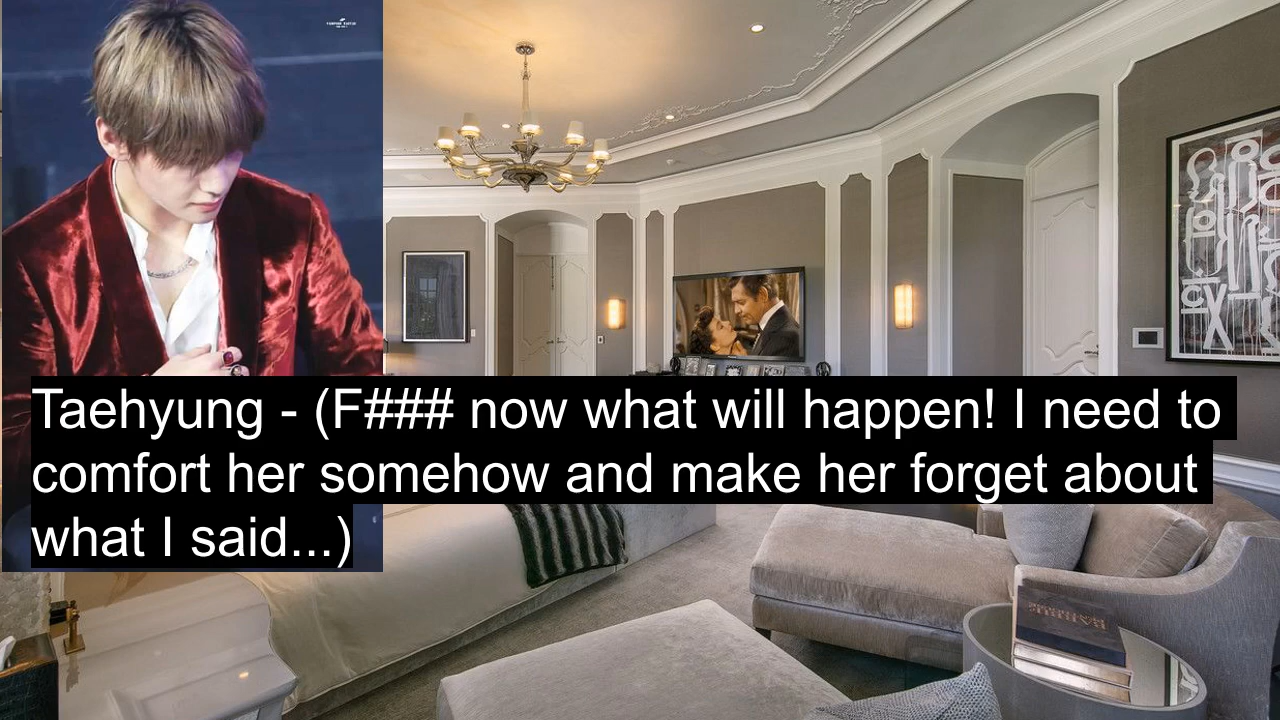 Taehyung - (F### now what will happen! I need to
comfort her somehow and make her forget about
what I said...)